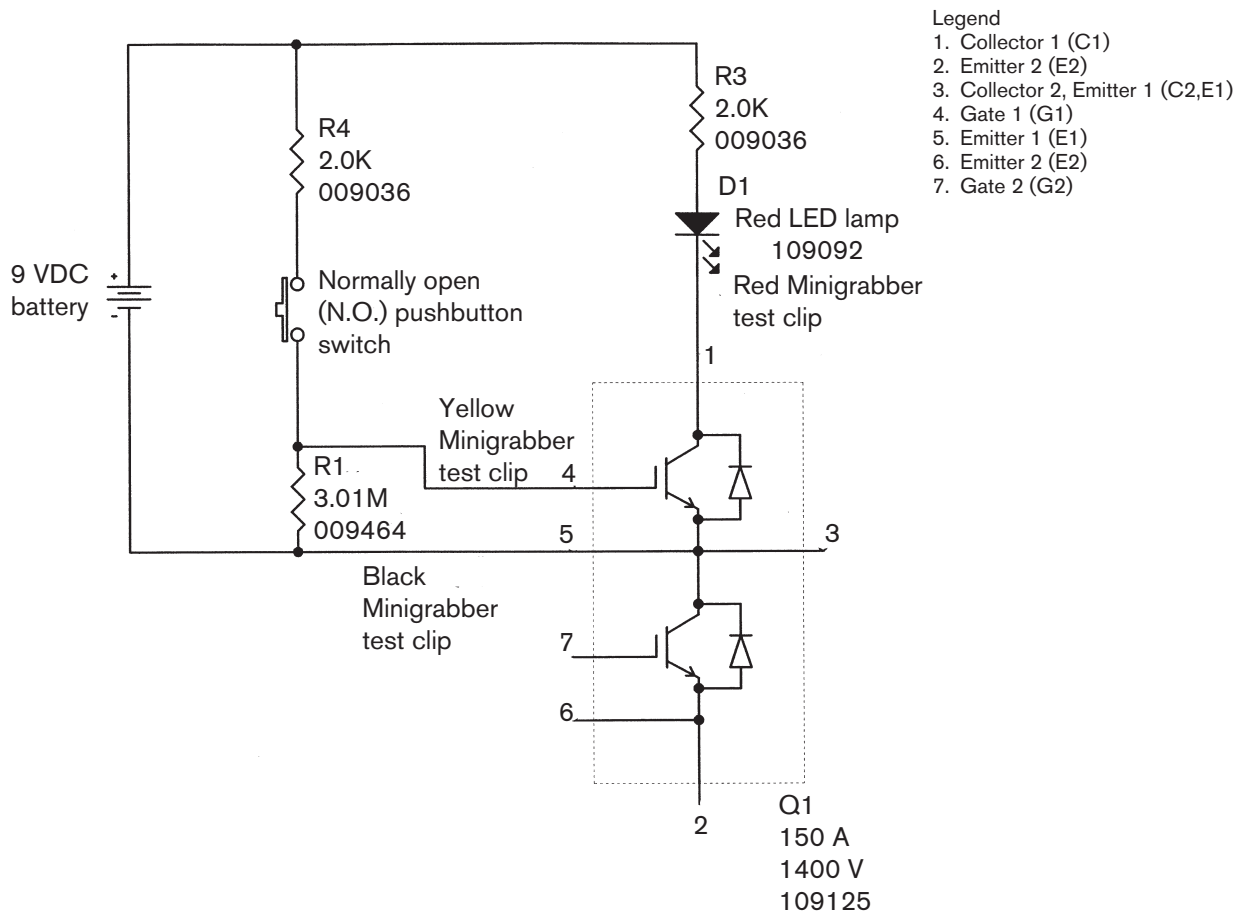 Legend
1. Collector 1 (C1)
2. Emitter 2 (E2)
3. Collector 2, Emitter 1 (C2,E1)
4. Gate 1 (G1)
5. Emitter 1 (E1)
6. Emitter 2 (E2)
7. Gate 2 (G2)
R3
2.0K
009036
R4
2.0K
009036
D1
Red LED lamp
109092
Red Minigrabber
test clip
9 VDC
battery
+
-
Normally open
(N.O.) pushbutton
switch
1
Yellow
Minigrabber
test clip
4
R1
3.01M
009464
5
3
Black
Minigrabber
test clip
7
6
2
Q1
150 A
1400 V
109125